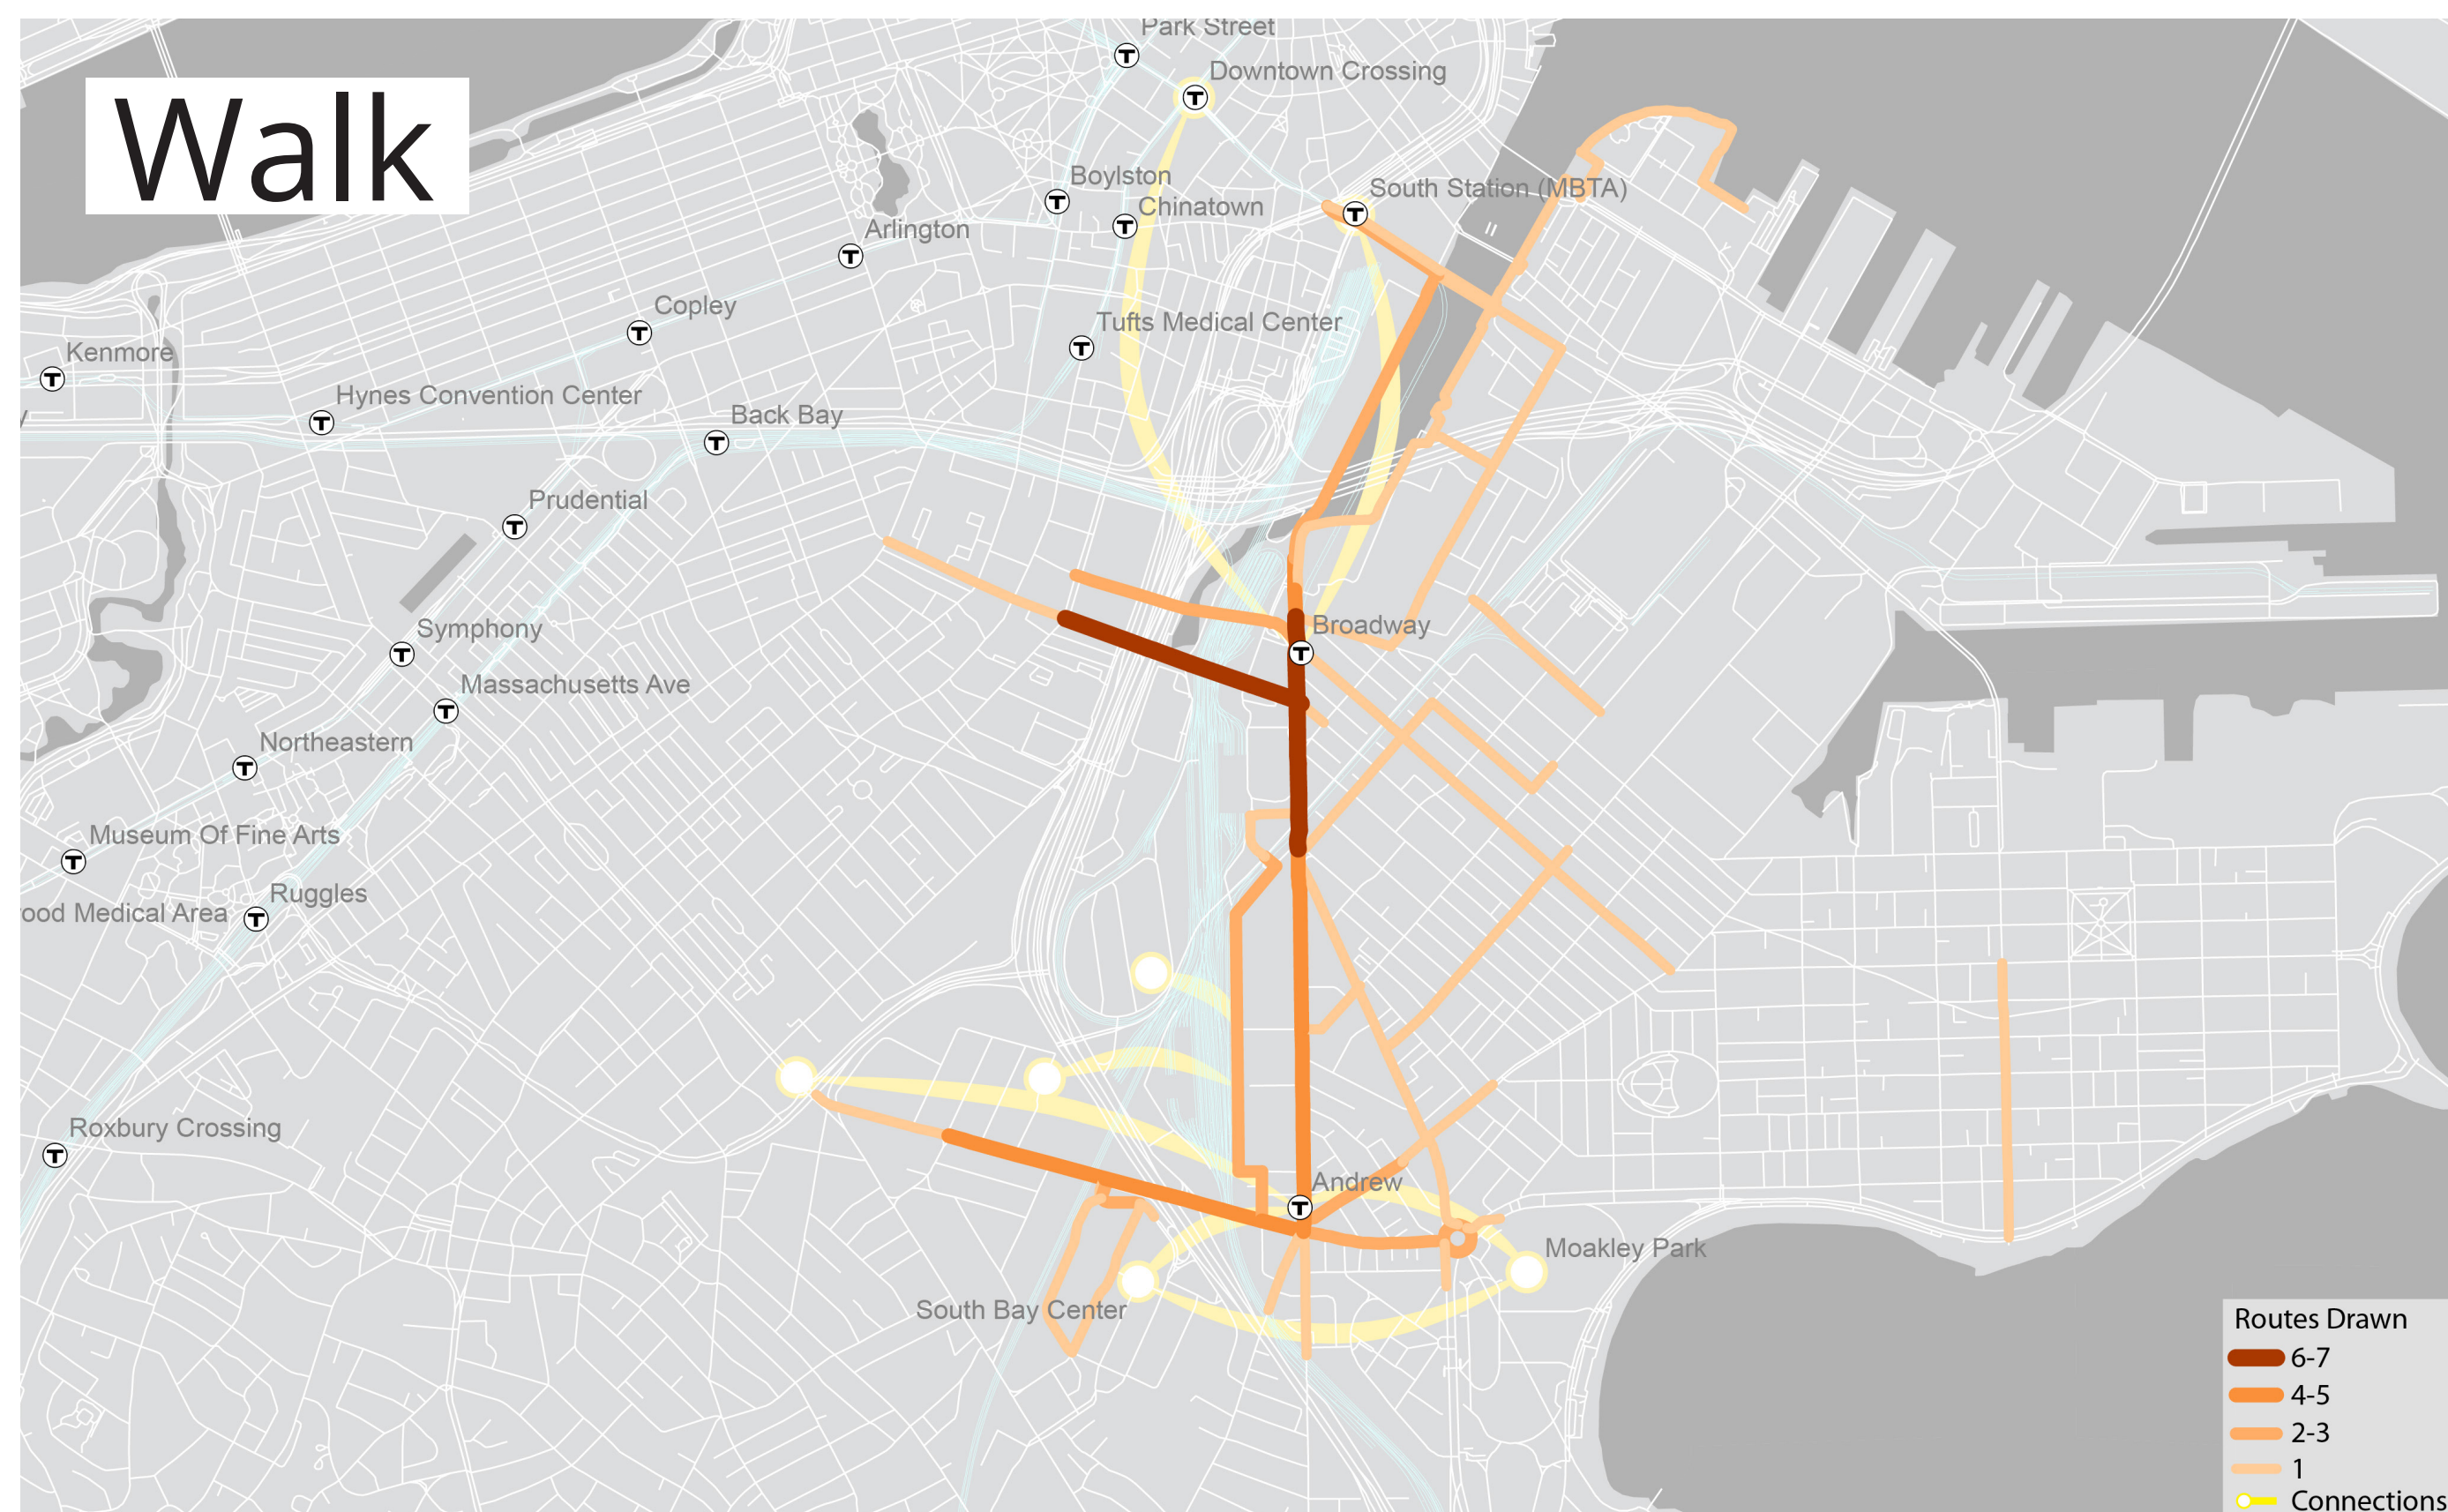 Walk
Park Street
Downtown Crossing
Boylston
South Station (MBTA)
Chinatown
Arlington
Copley
Tufts Medical Center
Kenmore
Hynes Convention Center
Back Bay
Prudential
Symphony
Broadway
Massachusetts Ave
Northeastern
Museum Of Fine Arts
Ruggles
ood Medical Area
Roxbury Crossing
Andrew
Moakley Park
South Bay Center
Routes Drawn
6-7
4-5
2-3
1
Connections